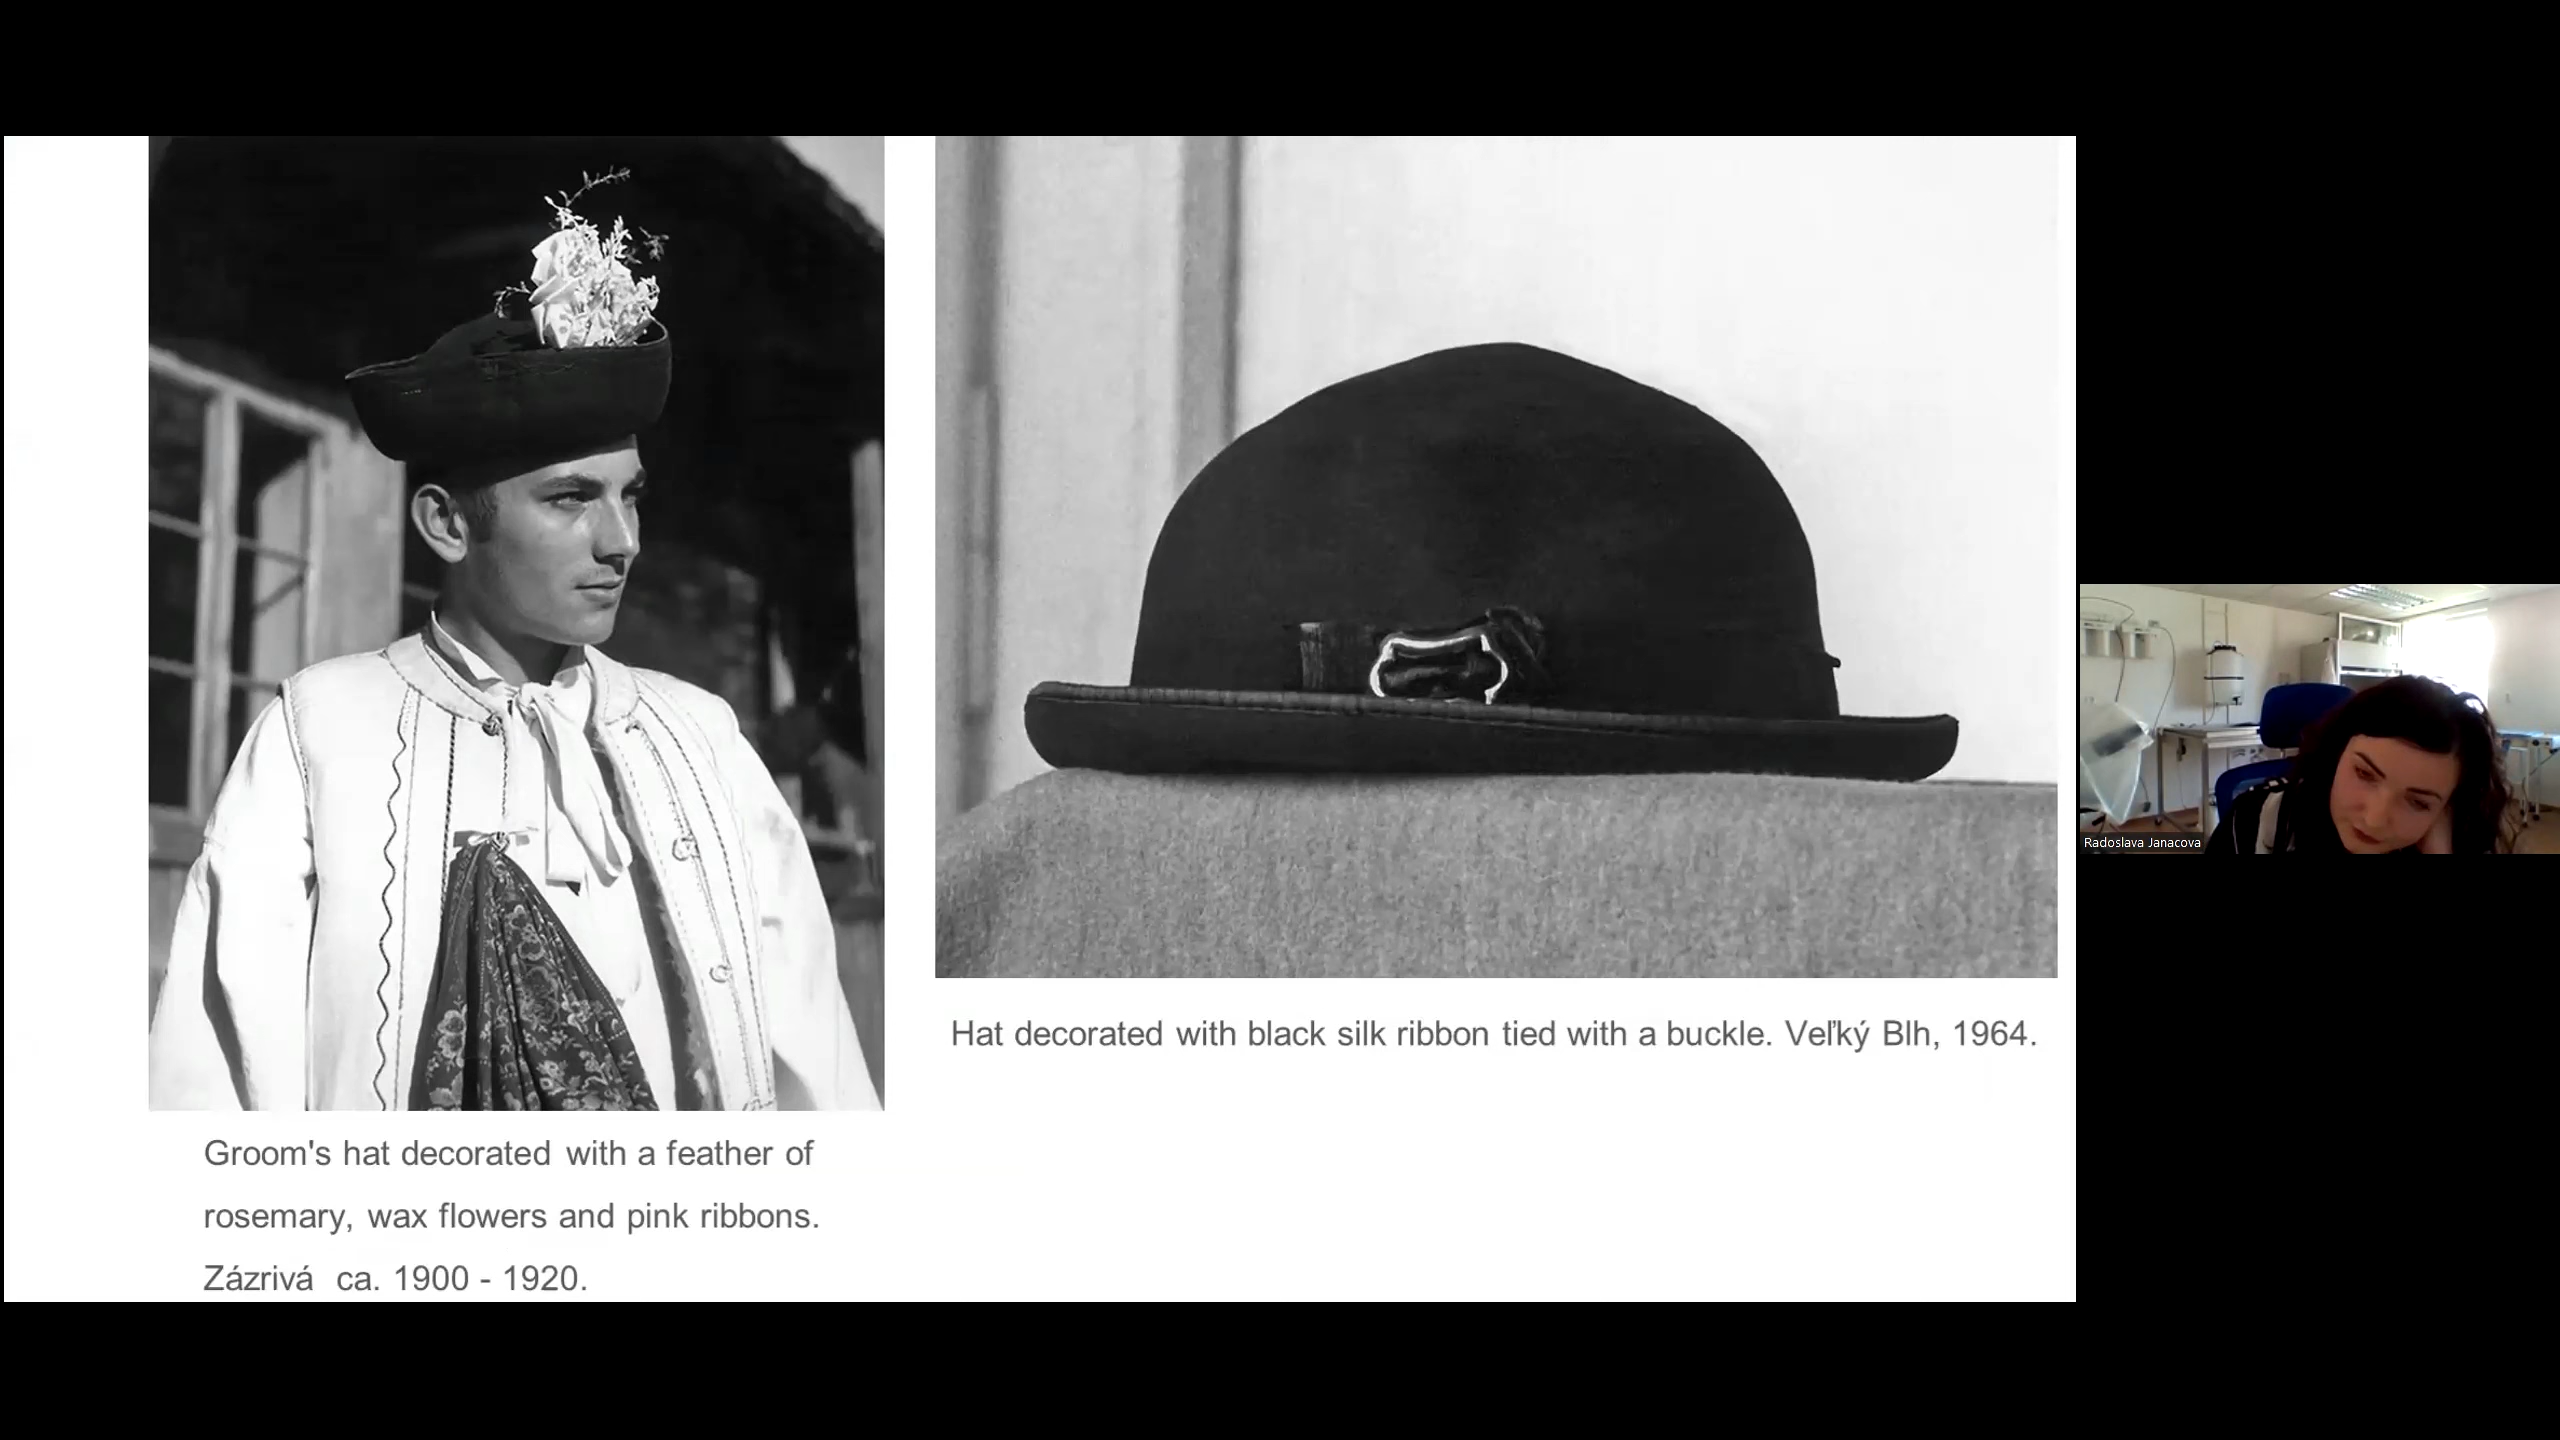 Hat decorated with black silk ribbon tied with a buckle. Veľký Blh, 1964.
Groom's hat decorated with a feather of
rosemary, wax flowers and pink ribbons.
Zázrivá ca. 1900 - 1920.
Radoslava Janacova